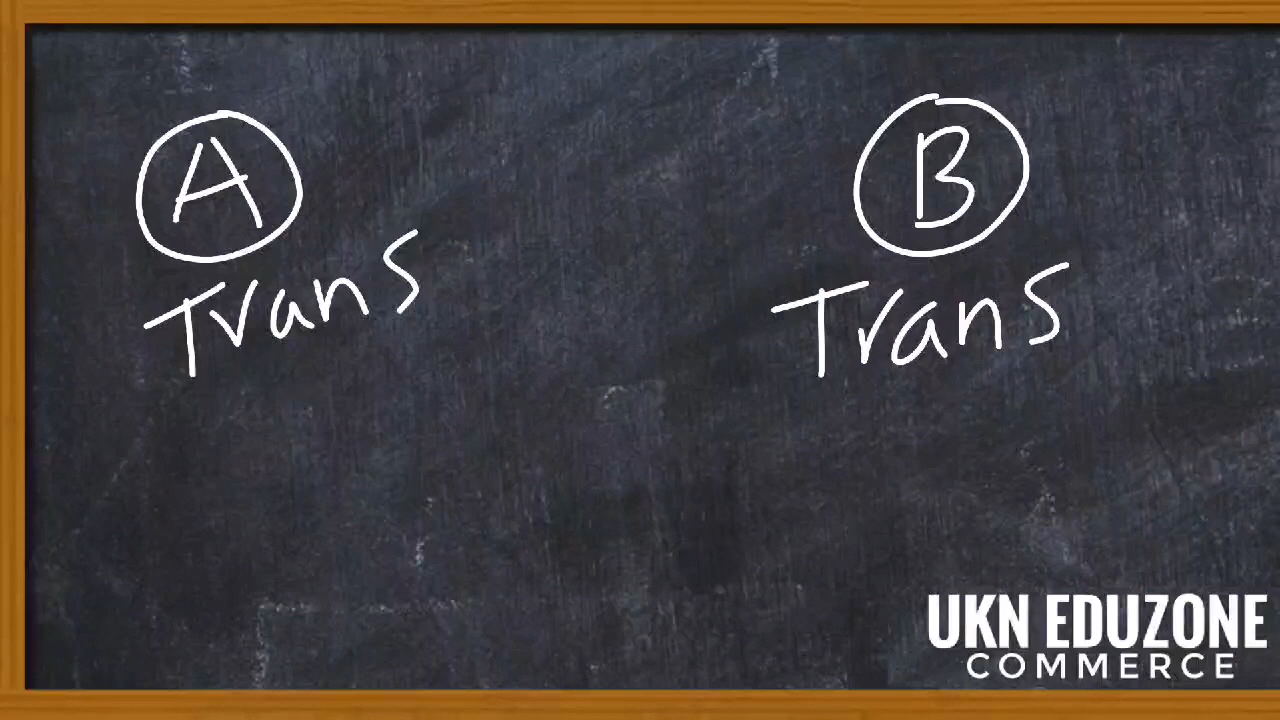 A
Trans
B
Trans
UKN EDUZONE
COMMERCE